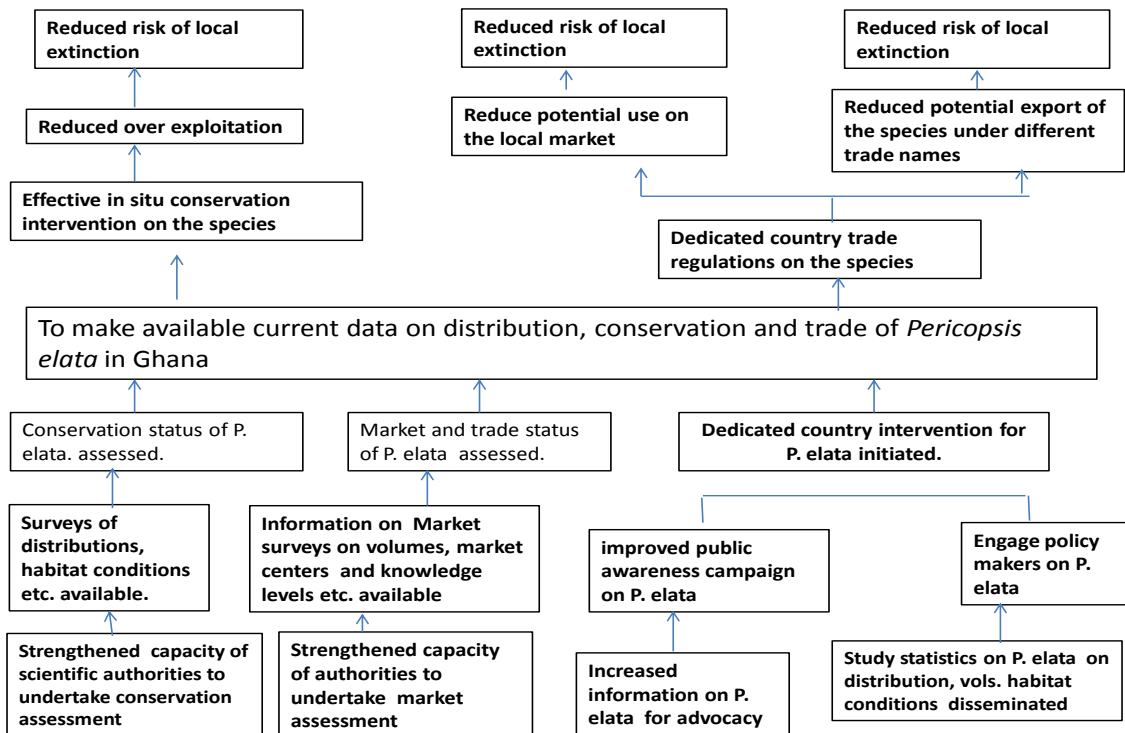 Reduced risk of local
extinction
Reduced risk of local
extinction
Reduced risk of local
extinction
Reduced over exploitation
Reduce potential use on
the local market
Reduced potential export of
the species under different
trade names
Effective in situ conservation
intervention on the species
Dedicated country trade
regulations on the species
To make available current data on distribution, conservation and trade of Pericopsis
elata in Ghana
Conservation status of P.
elata. assessed.
Market and trade status
of P. elata assessed.
Dedicated country intervention for
P. elata initiated.
Surveys of
distributions,
habitat conditions
etc. available.
Information on Market
surveys on volumes, market
centers and knowledge
levels etc. available
improved public
awareness campaign
on P. elata
Engage policy
makers on P.
elata
Strengthened capacity of
scientific authorities to
undertake conservation
assessment
Strengthened capacity
of authorities to
undertake market
assessment
Increased
information on P.
elata for advocacy
Study statistics on P. elata on
distribution, vols. habitat
conditions disseminated